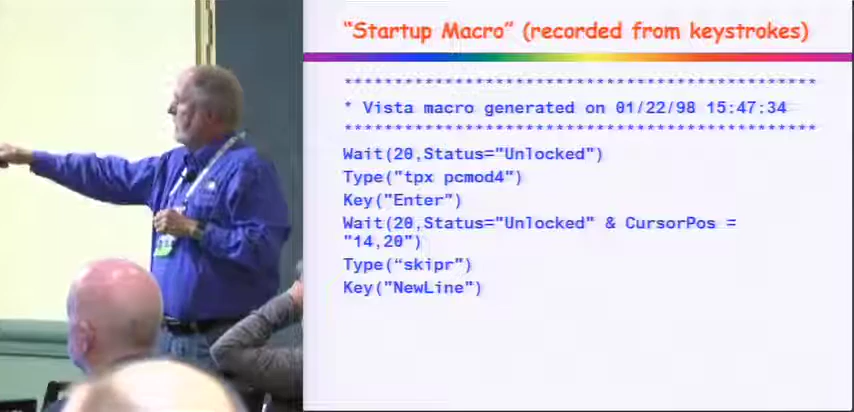 “Startup Macro” (recorded from keystrokes)
***********************************************
* Vista macro generated on 01/22/98 15:47:34
***********************************************
Wait(20,Status="Unlocked")
Type("tpx pcmod4")
Key("Enter")
Wait(20,Status="Unlocked" & CursorPos =
"14,20")
Type(“skipr")
Key("NewLine")